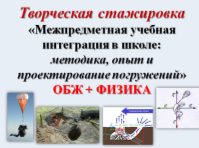 Творческая стажировка
«Межпредметная учебная
интеграция в школе:
методика, опыт и
проектирование погружений»
ОБЖ + ФИЗИКА